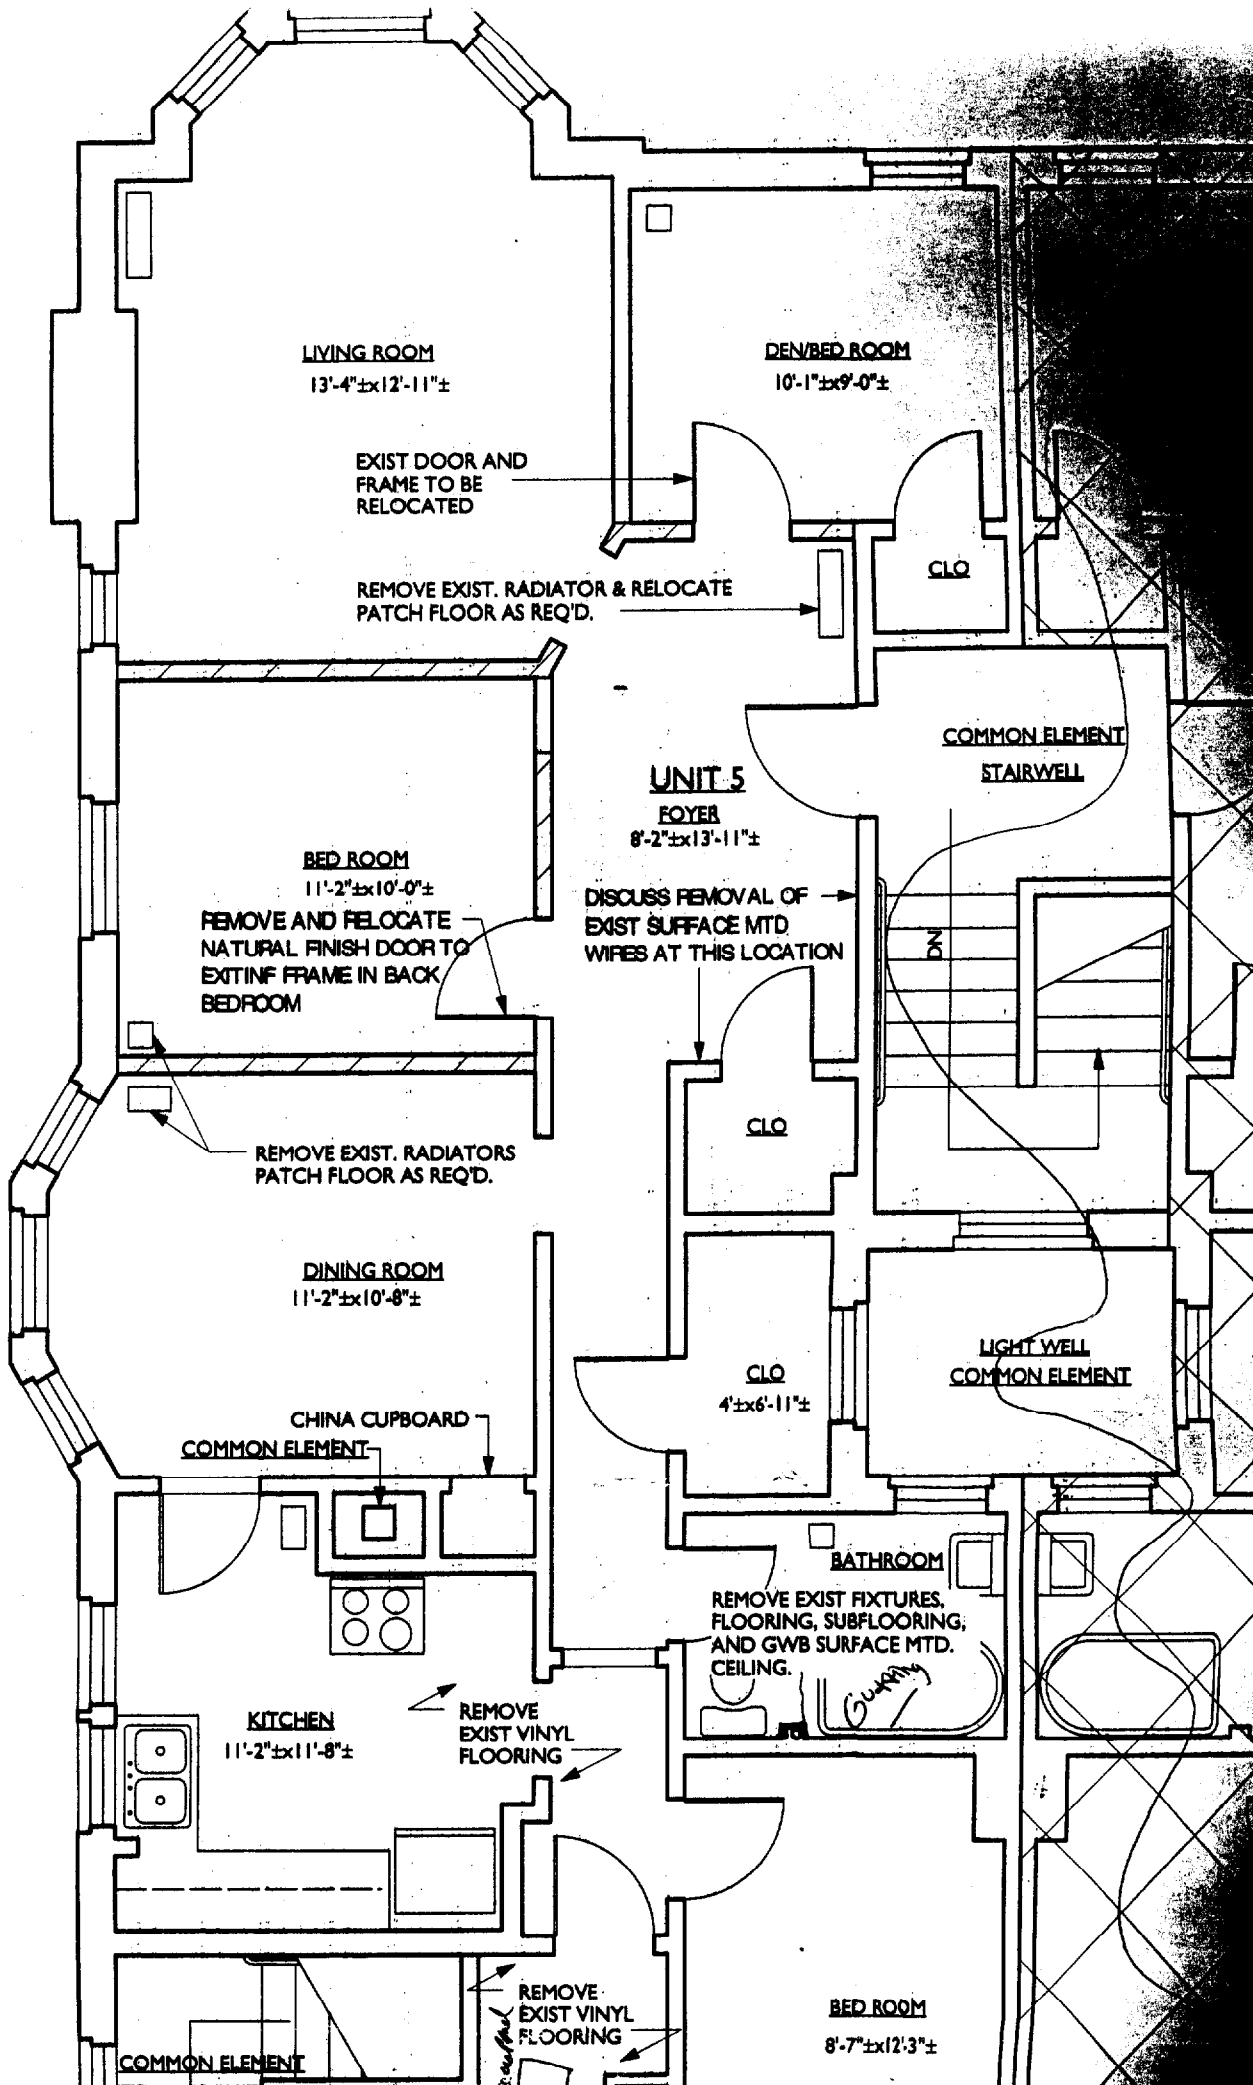 LIVING ROOM
13'-4"±x12'-11"±
DEN/BED ROOM
10'-1"±x9'-0"±
EXIST DOOR AND
FRAME TO BE
RELOCATED
CLO
REMOVE EXIST. RADIATOR & RELOCATE
PATCH FLOOR AS REQ'D.
COMMON ELEMENT
STAIRWELL
UNIT 5
FOYER
8'-2"±x13'-11"±
BED ROOM
11'-2"±x10'-0"±
REMOVE AND RELOCATE
NATURAL FINISH DOOR TO
EXITINF FRAME IN BACK
BEDROOM
DISCUSS REMOVAL OF
EXIST SURFACE MTD
WIRES AT THIS LOCATION
DN
CLO
REMOVE EXIST. RADIATORS
PATCH FLOOR AS REQ'D.
DINING ROOM
11'-2"±x10'-8"±
LIGHT WELL
COMMON ELEMENT
CLO
4'±x6'-11"±
CHINA CUPBOARD
COMMON ELEMENT
BATHROOM
REMOVE EXIST FIXTURES,
FLOORING, SUBFLOORING,
AND GWB SURFACE MTD.
CEILING.
KITCHEN
11'-2"±x11'-8"±
REMOVE
EXIST VINYL
FLOORING
REMOVE
EXIST VINYL
FLOORING
BED ROOM
8'-7"±x12'-3"±
COMMON ELEMENT